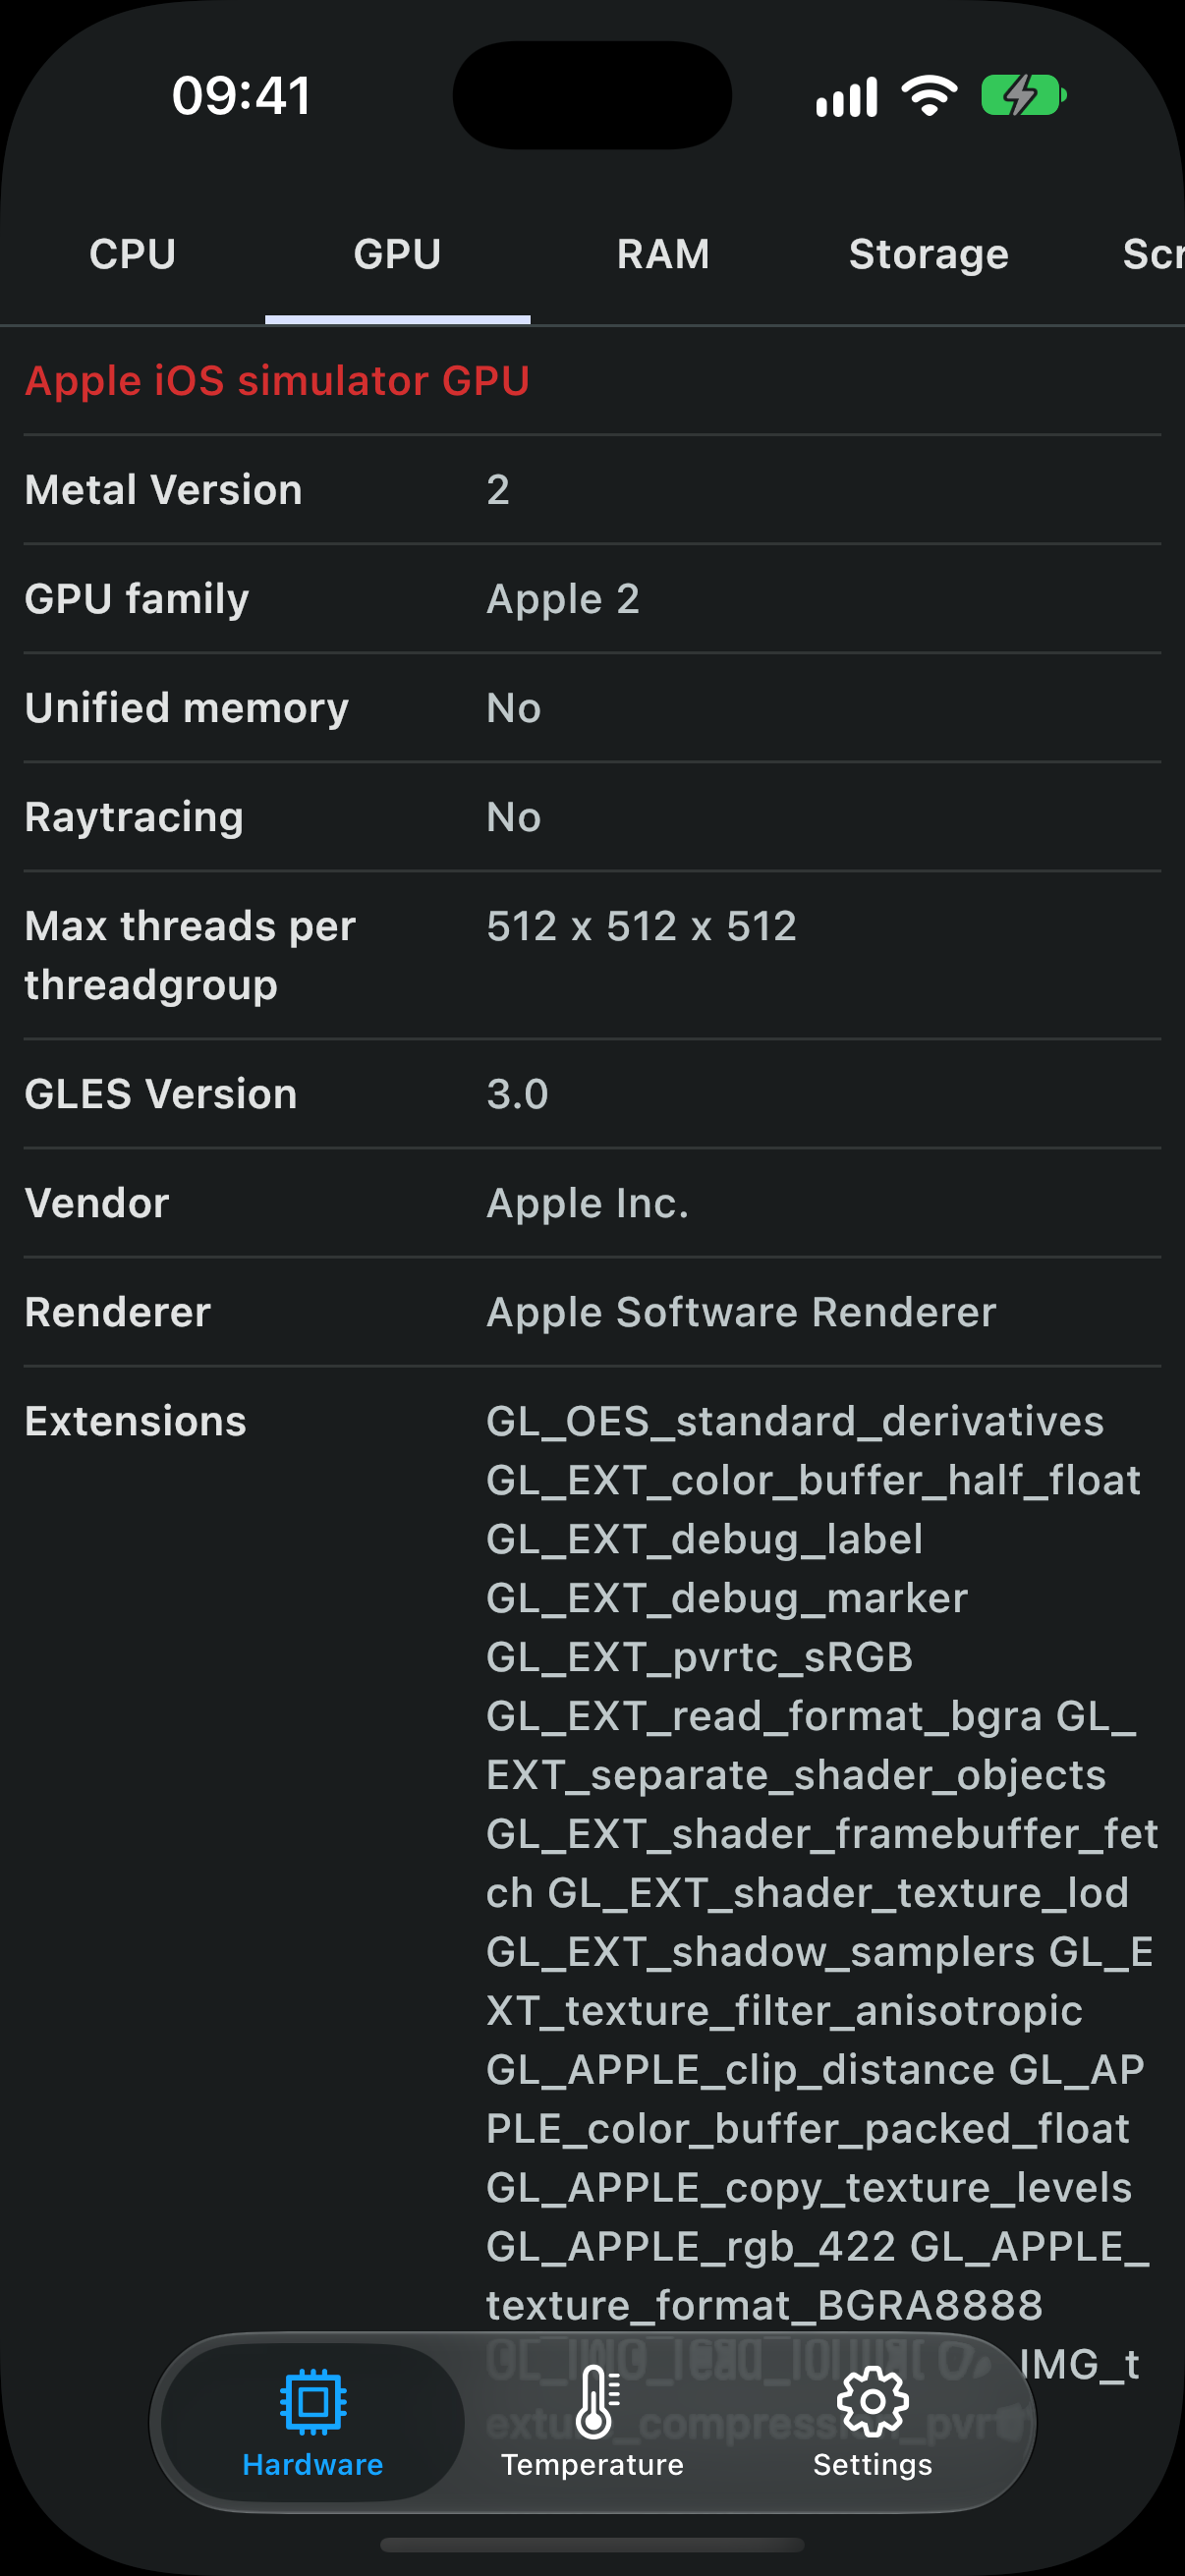 09:41
CPU GPU RAM Storage Scr
Apple iOS simulator GPU
Metal Version 2
GPU family Apple 2
Unified memory No
Raytracing No
Max threads per 512 x 512 x 512
threadgroup
GLES Version 3.0
Vendor Apple Inc.
Renderer Apple Software Renderer
Extensions GL_OES_standard_derivatives
GL_EXT_color_buffer_half_float
GL_EXT_debug_label
GL_EXT_debug_marker
GL_EXT_pvrtc_sRGB
GL_EXT_read_format_bgra GL_
EXT_separate_shader_objects
GL_EXT_shader_framebuffer_fet
ch GL_EXT_shader_texture_lod
GL_EXT_shadow_samplers GL_E
XT_texture_filter_anisotropic
GL_APPLE_clip_distance GL_AP
PLE_color_buffer_packed_float
GL_APPLE_copy_texture_levels
GL_APPLE_rgb_422 GL_APPLE_
texture_format_BGRA8888
IMG_t
Hardware Temperature Settings